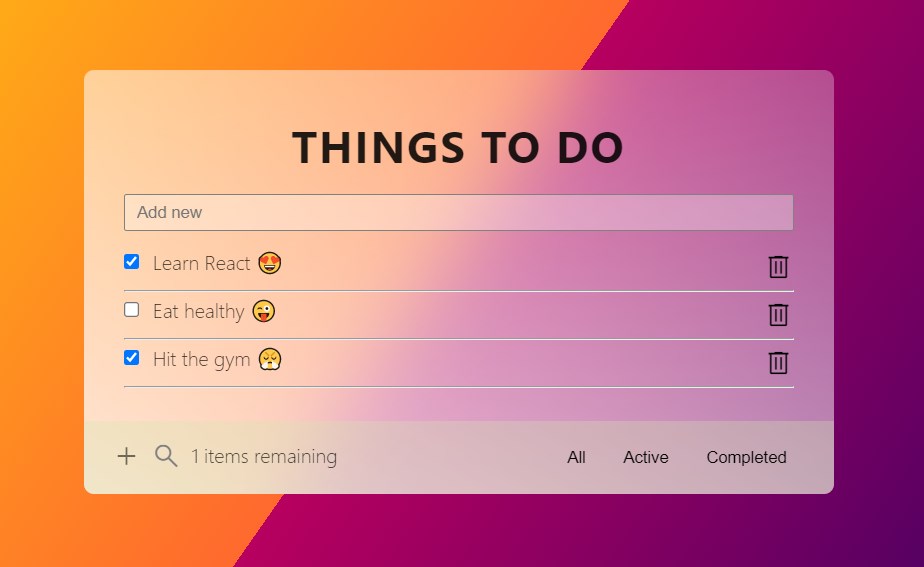 THINGS TO DO
Add new
Learn React 😍
Eat healthy 😜
Hit the gym 😤
1 items remaining All Active Completed